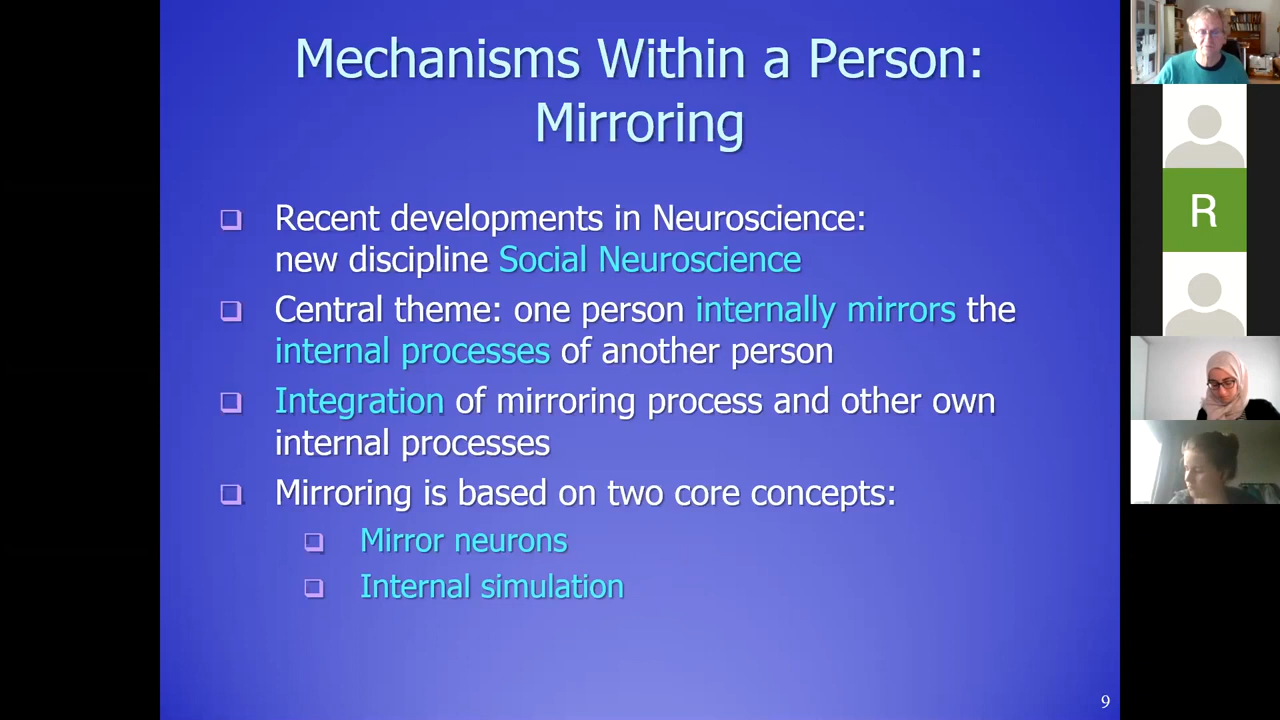 Mechanisms Within a Person:
Mirroring
Recent developments in Neuroscience:
new discipline Social Neuroscience
Central theme: one person internally mirrors the
internal processes of another person
Integration of mirroring process and other own
internal processes
Mirroring is based on two core concepts:
Mirror neurons
Internal simulation
9
R